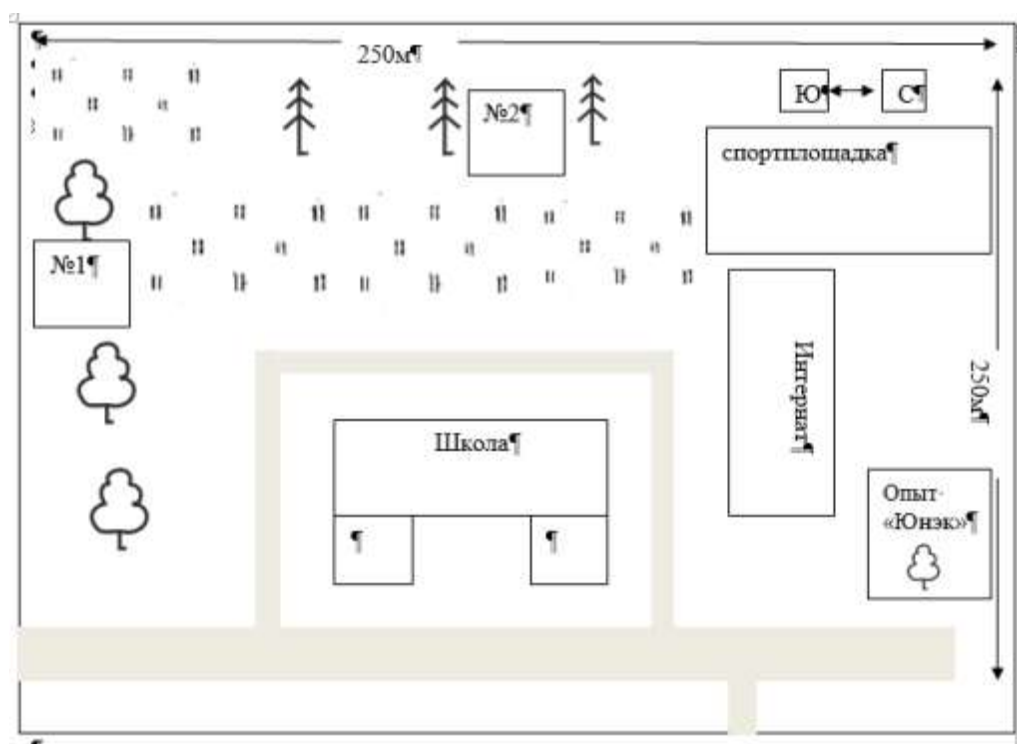 250м¶
Ю¶
С¶
№2¶
спортплощадка¶
№1¶
Интернат¶
250м¶
Школа¶
Опыт·
«Юнэк»¶
¶
¶
¶
¶